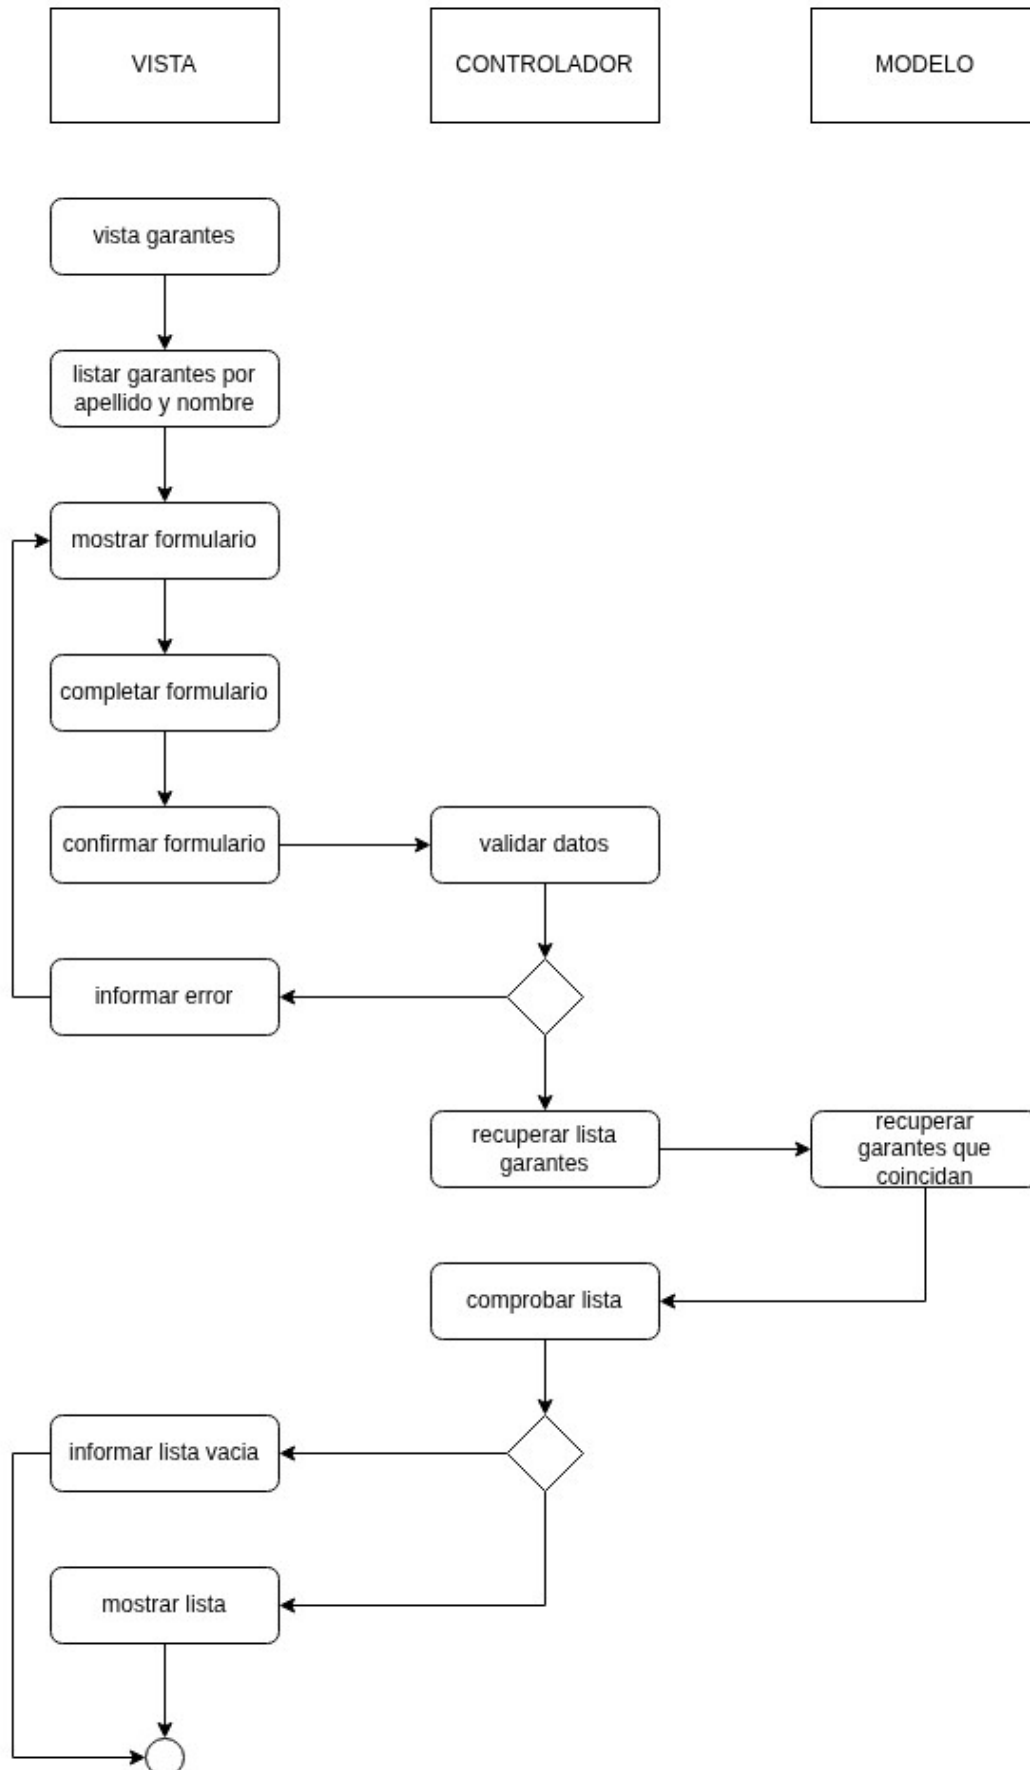 VISTA
CONTROLADOR
MODELO
vista garantes
listar garantes por
apellido y nombre
mostrar formulario
completar formulario
confirmar formulario
validar datos
informar error
recuperar lista
garantes
recuperar
garantes que
coincidan
comprobar lista
informar lista vacia
mostrar lista